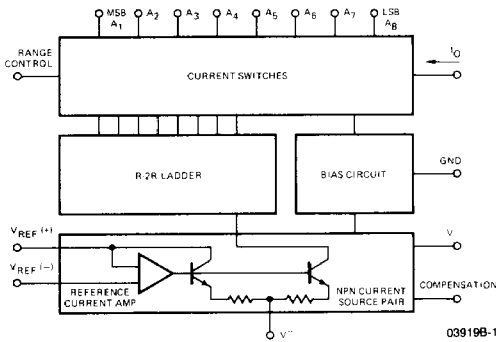 MSB A1 A2 A3 A4 A5 A6 A7 LSB A8
RANGE CONTROL
CURRENT SWITCHES
IO
R-2R LADDER
BIAS CIRCUIT
GND
VREF (+)
VREF (−)
REFERENCE CURRENT AMP
NPN CURRENT SOURCE PAIR
V
COMPENSATION
V−
03919B-1